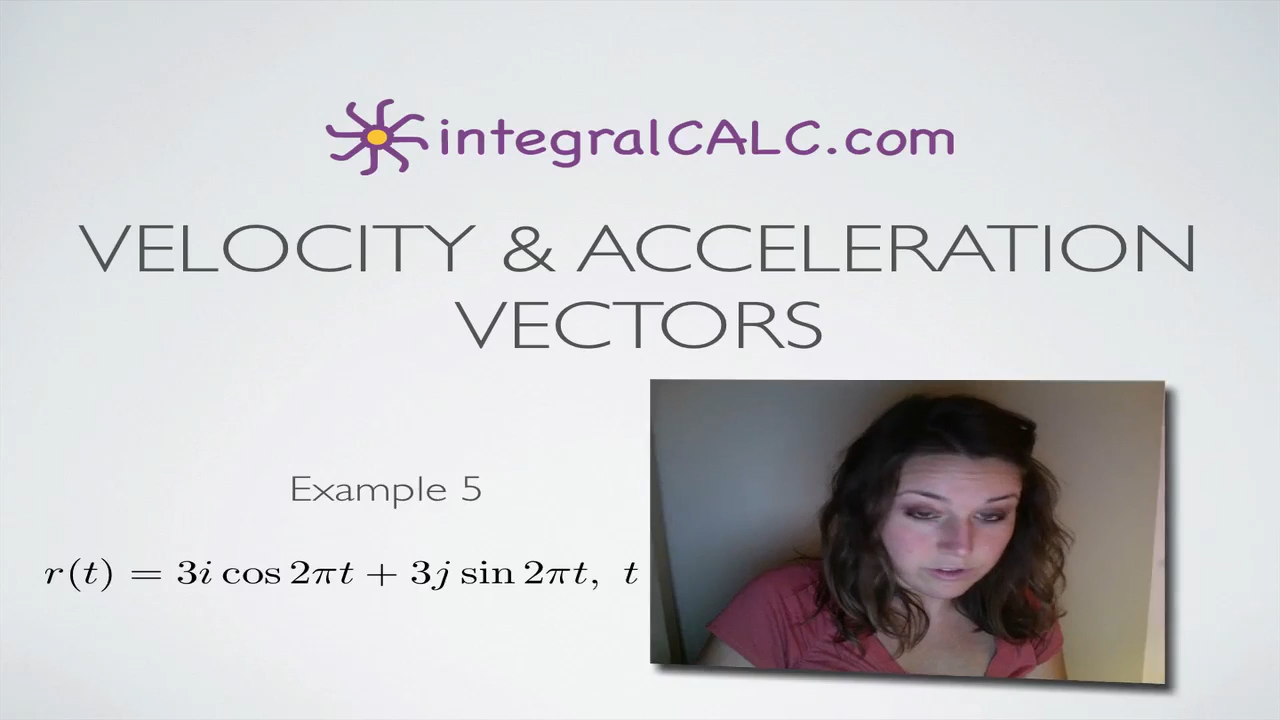 integralCALC.com
VELOCITY & ACCELERATION
VECTORS
Example 5
r(t) = 3i cos 2πt + 3j sin 2πt, t